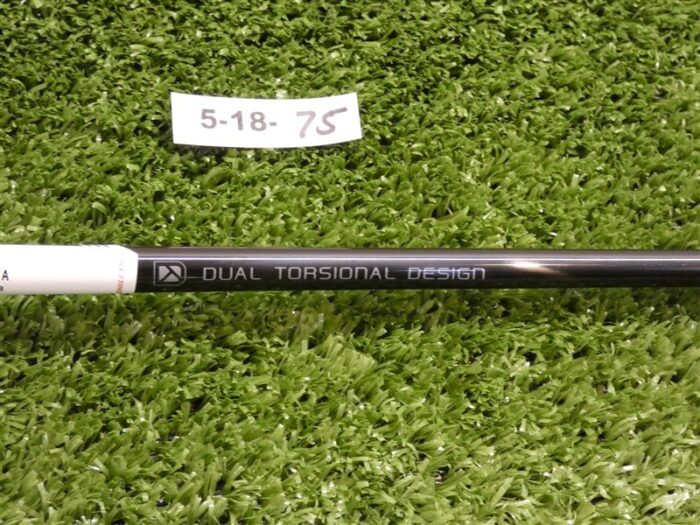 5-18- 75
A
DUAL TORSIONAL DESIGN